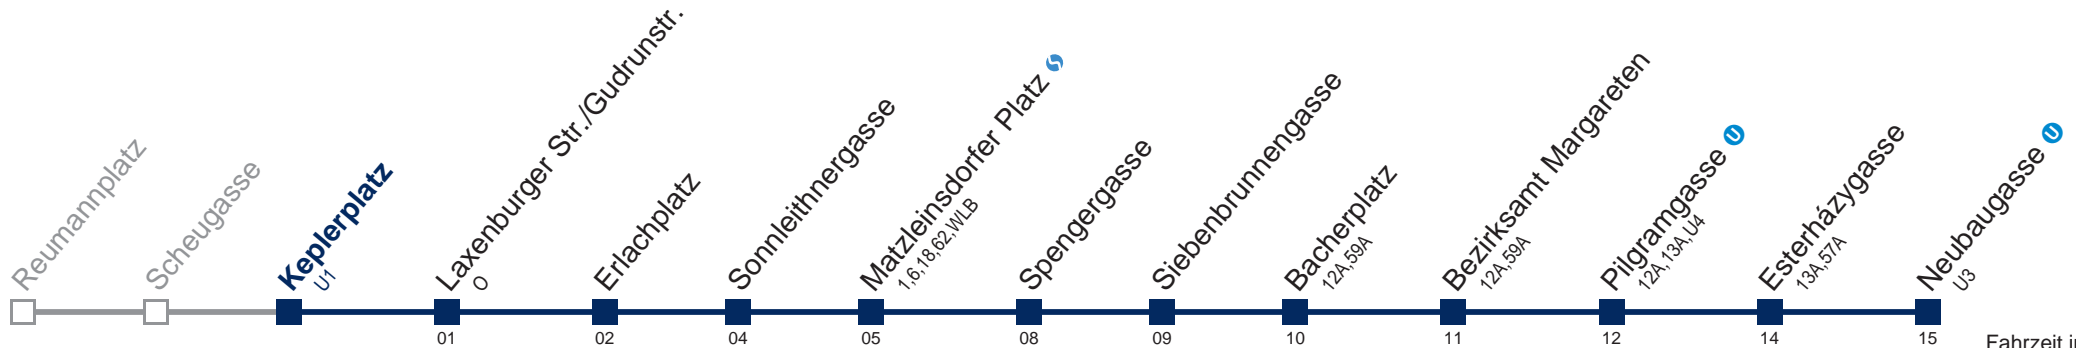 Reumannplatz
Scheugasse
Keplerplatz
U1
Laxenburger Str./Gudrunstr.
O
Erlachplatz
Sonnleithnergasse
Matzleinsdorfer Platz
1,6,18,62,WLB
Spengergasse
Siebenbrunnengasse
Bacherplatz
12A,59A
Bezirksamt Margareten
12A,59A
Pilgramgasse U
12A,13A,U4
Esterházygasse
13A,57A
Neubaugasse U
U3
01 02 04 05 08 09 10 11 12 14 15
Fahrzeit